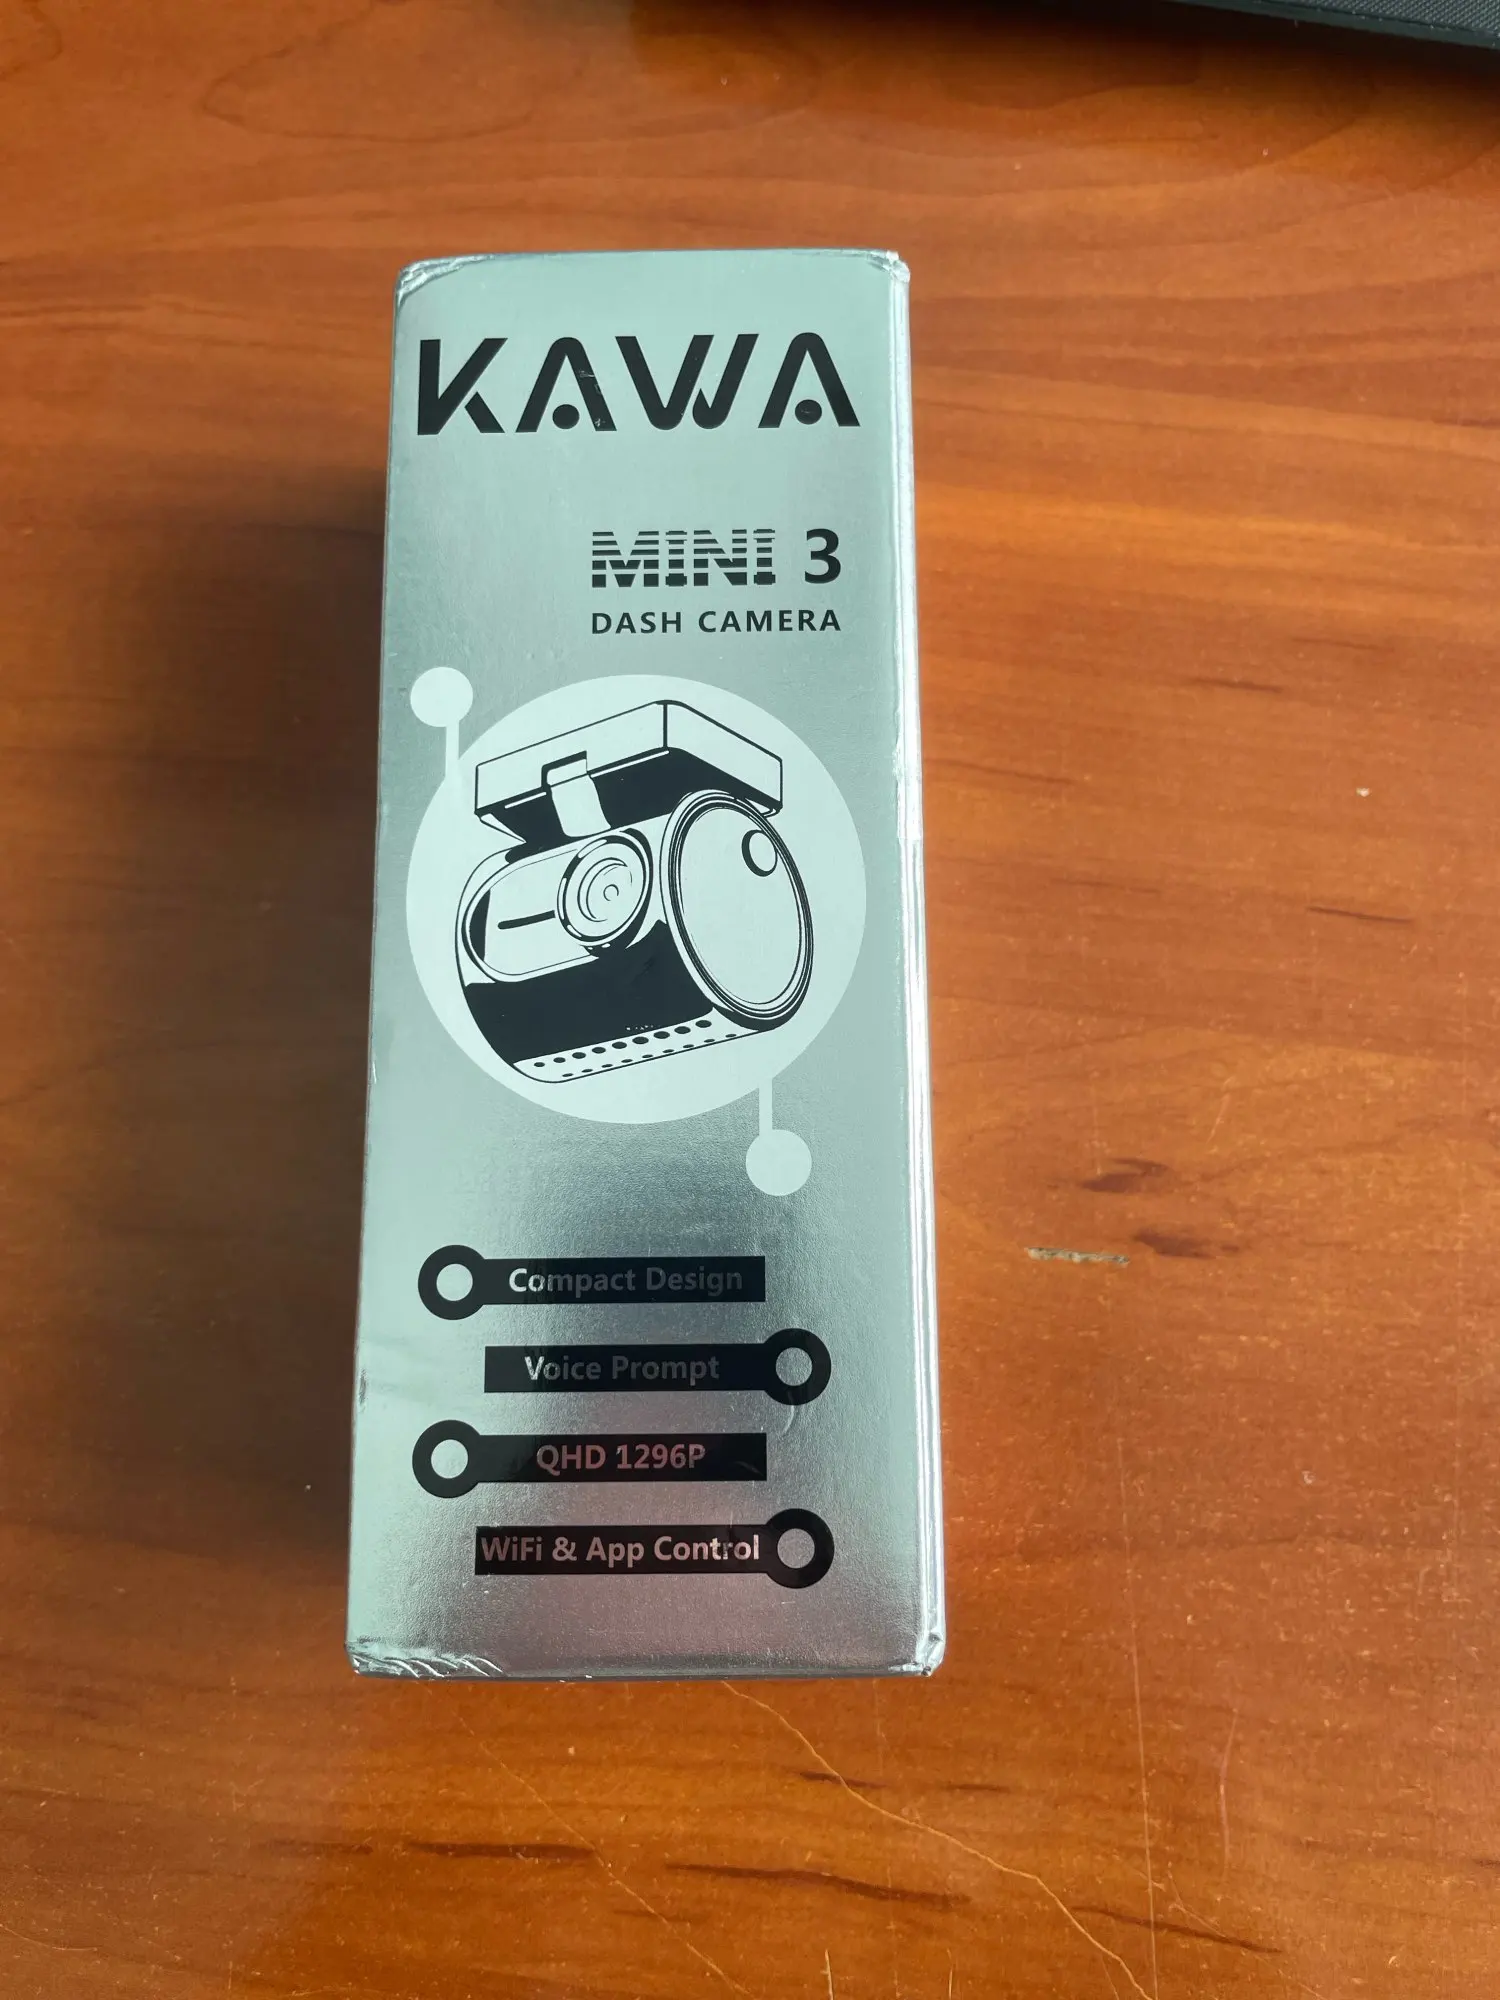 KAWA
MINI 3
DASH CAMERA
Compact Design
Voice Prompt
QHD 1296P
WiFi & App Control